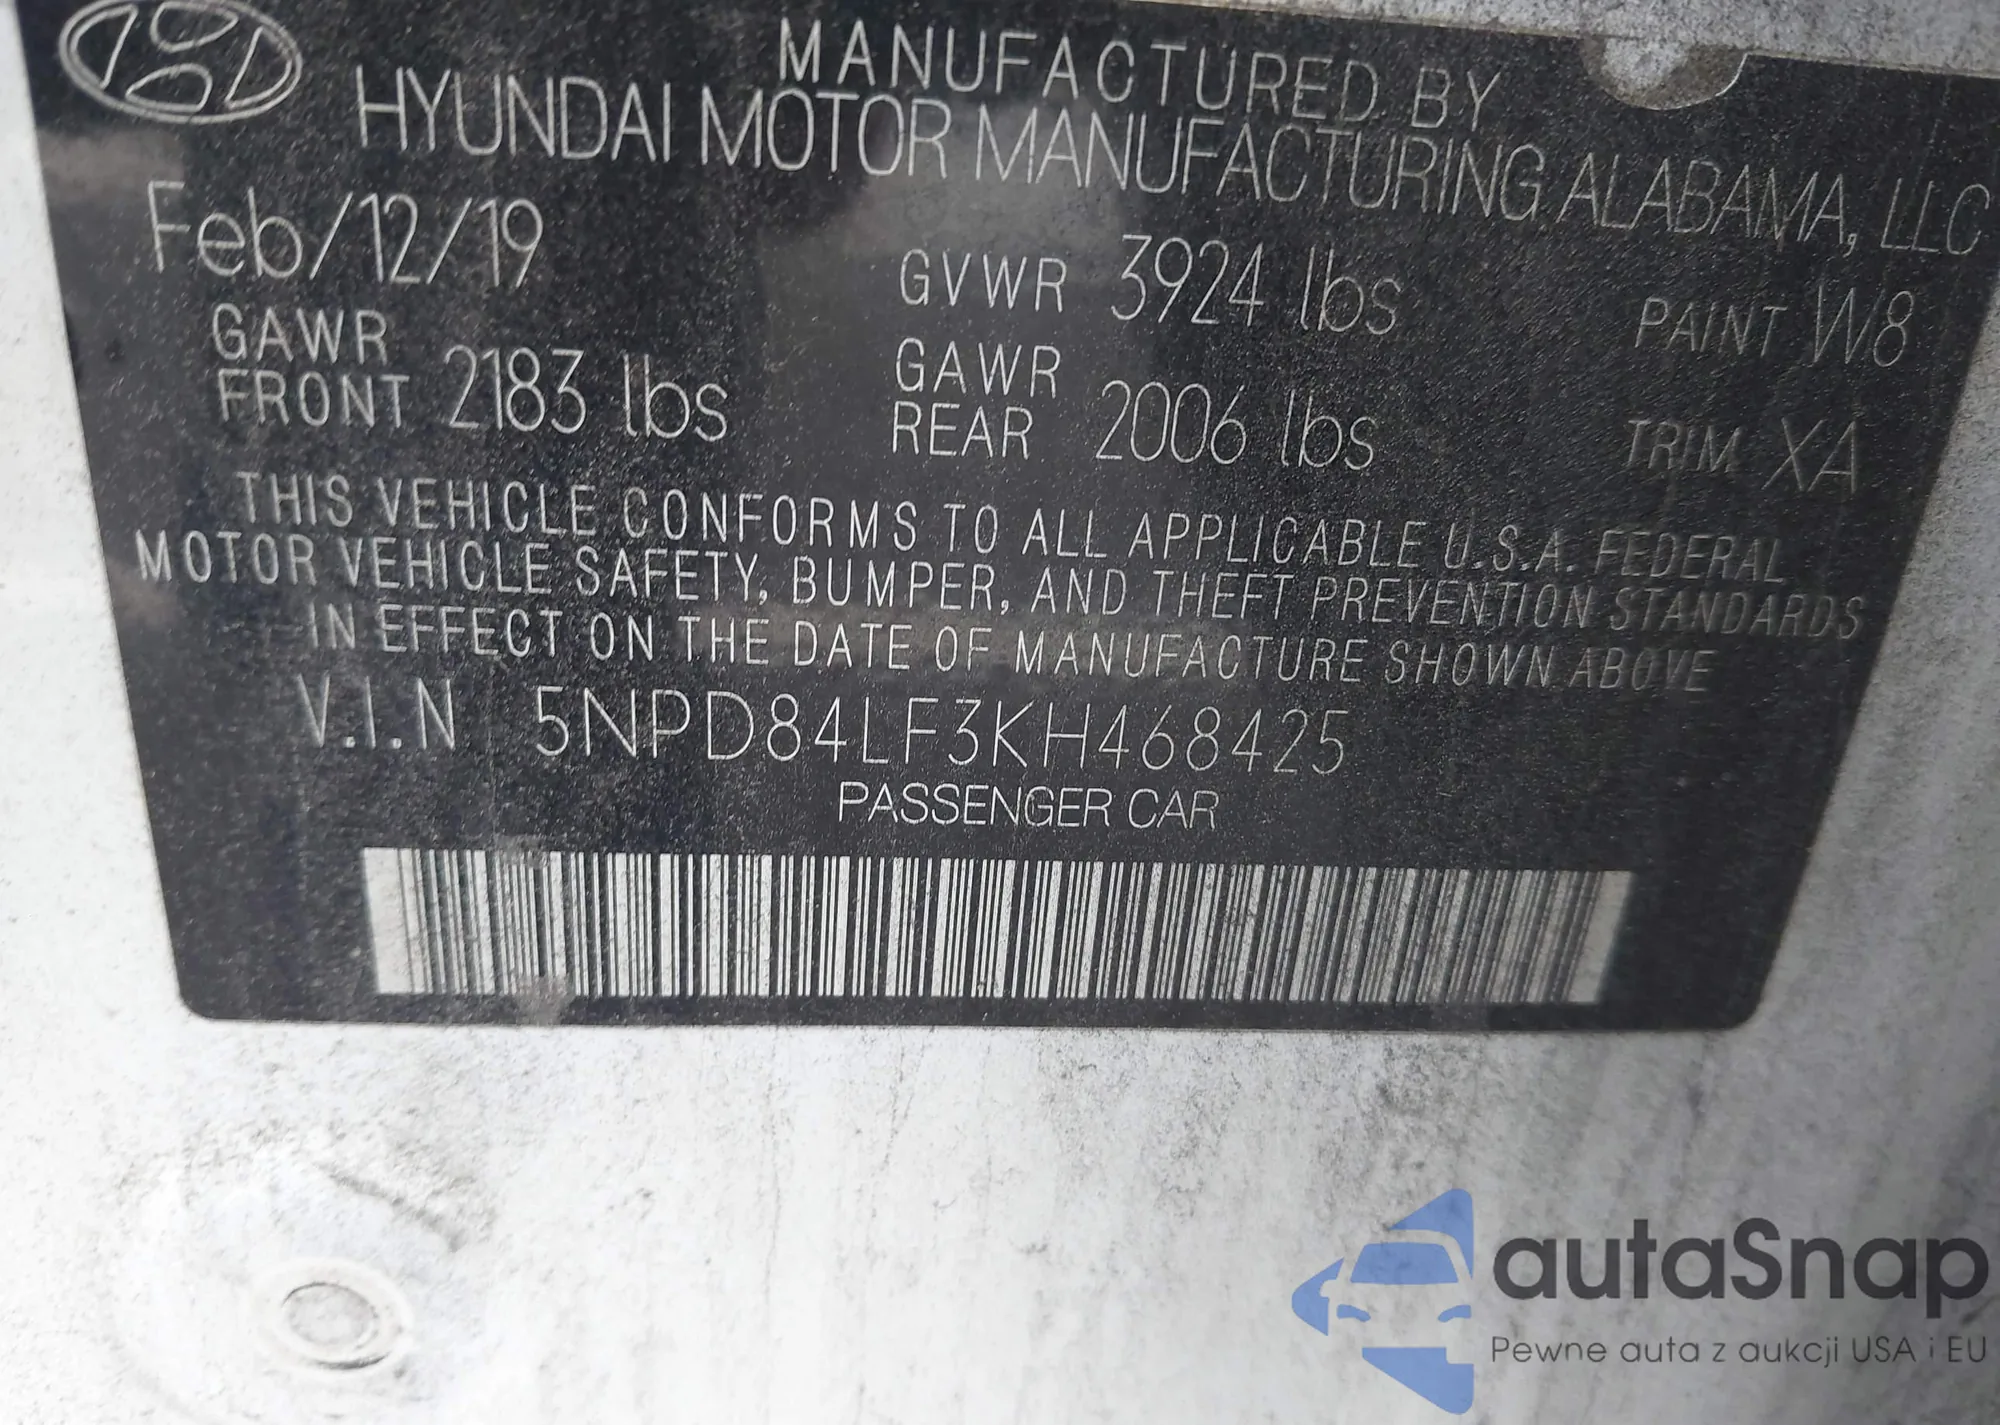 MANUFACTURED BY
HYUNDAI MOTOR MANUFACTURING ALABAMA, LLC
Feb/12/19
GVWR 3924 lbs
PAINT W8
GAWR FRONT 2183 lbs
GAWR REAR 2006 lbs
TRIM XA
THIS VEHICLE CONFORMS TO ALL APPLICABLE U.S.A. FEDERAL
MOTOR VEHICLE SAFETY, BUMPER, AND THEFT PREVENTION STANDARDS
IN EFFECT ON THE DATE OF MANUFACTURE SHOWN ABOVE
V.I.N 5NPD84LF3KH468425
PASSENGER CAR
autaSnap
Pewne auta z aukcji USA i EU